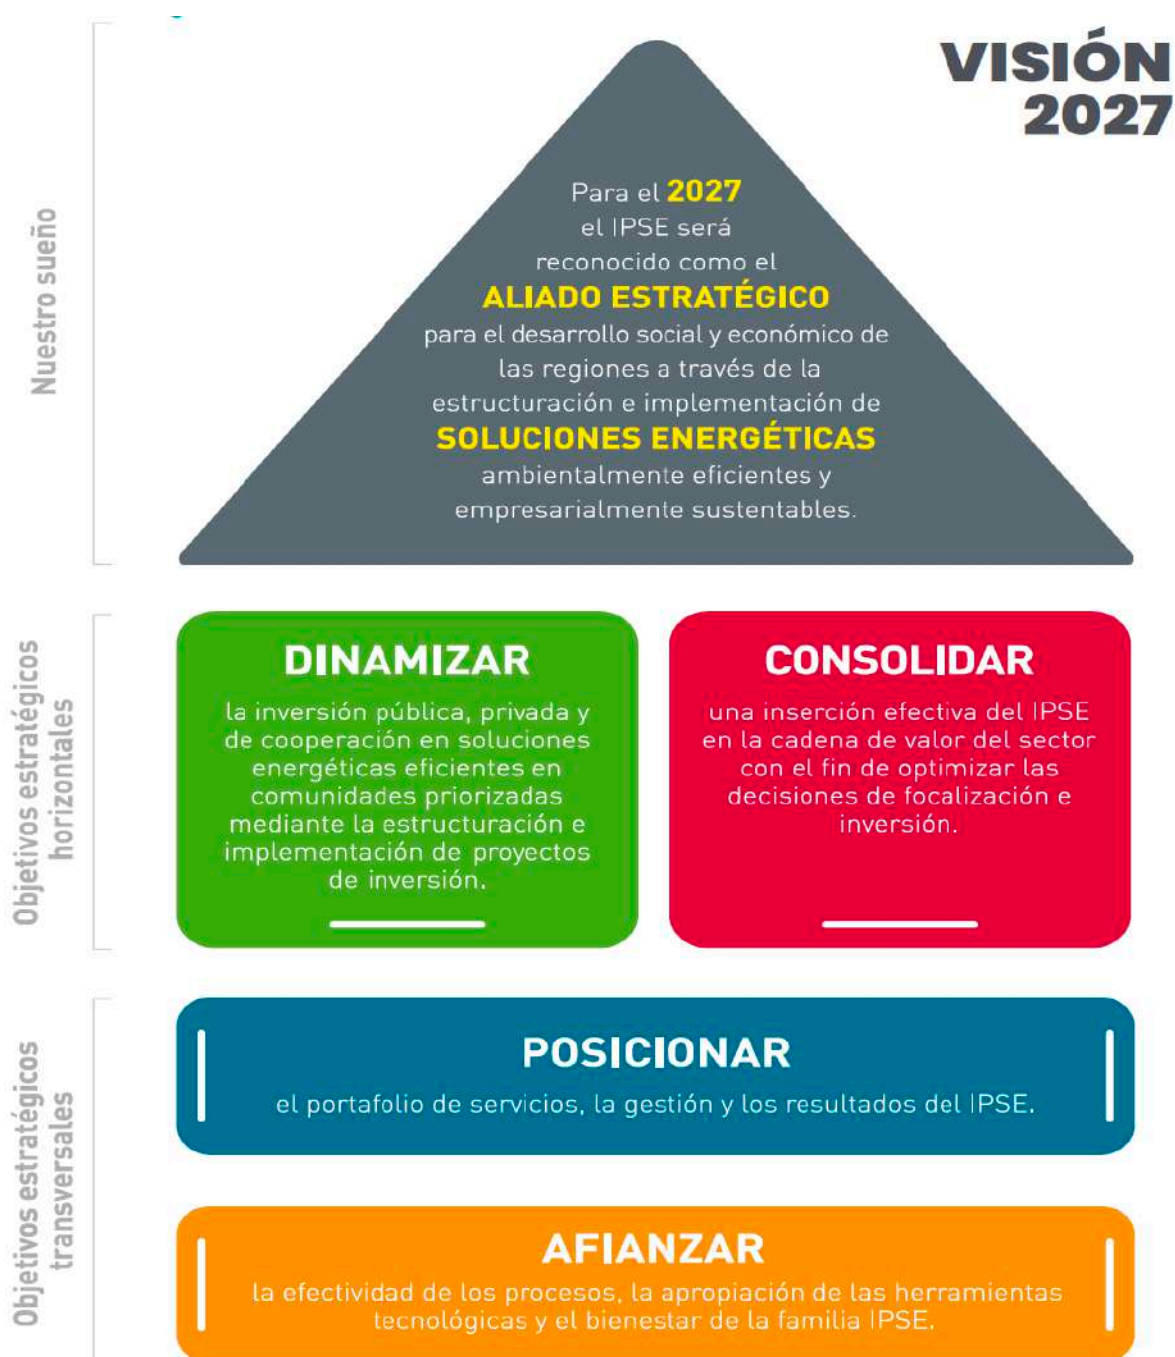 VISIÓN
2027
Nuestro sueño
Para el 2027
el IPSE será
reconocido como el
ALIADO ESTRATÉGICO
para el desarrollo social y económico de
las regiones a través de la
estructuración e implementación de
SOLUCIONES ENERGÉTICAS
ambientalmente eficientes y
empresarialmente sustentables.
Objetivos estratégicos
horizontales
DINAMIZAR
la inversión pública, privada y
de cooperación en soluciones
energéticas eficientes en
comunidades priorizadas
mediante la estructuración e
implementación de proyectos
de inversión.
CONSOLIDAR
una inserción efectiva del IPSE
en la cadena de valor del sector
con el fin de optimizar las
decisiones de focalización e
inversión.
Objetivos estratégicos
transversales
POSICIONAR
el portafolio de servicios, la gestión y los resultados del IPSE.
AFIANZAR
la efectividad de los procesos, la apropiación de las herramientas
tecnológicas y el bienestar de la familia IPSE.